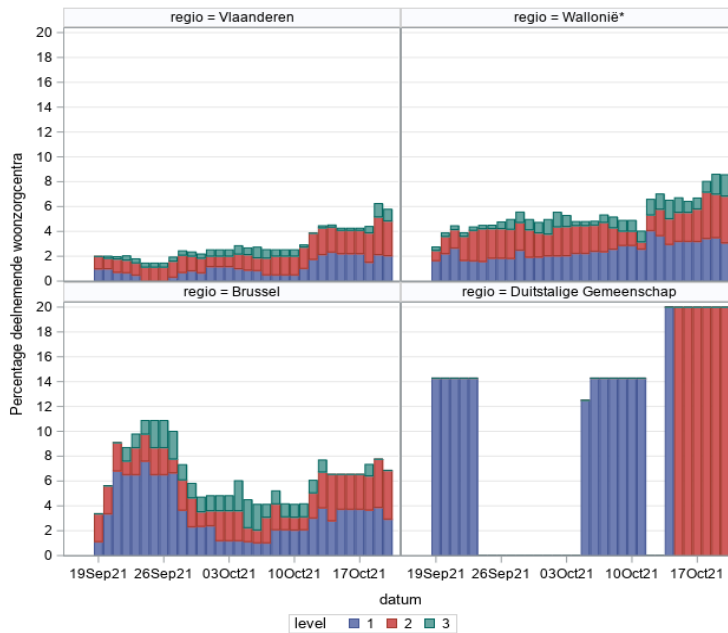 regio = Vlaanderen
regio = Wallonië*
20
18
16
14
12
10
8
6
4
2
0
regio = Brussel
regio = Duitstalige Gemeenschap
20
18
16
14
12
10
8
6
4
2
0
Percentage deelnemende woonzorgcentra
19Sep21 26Sep21 03Oct21 10Oct21 17Oct21
19Sep21 26Sep21 03Oct21 10Oct21 17Oct21
datum
level 1 2 3